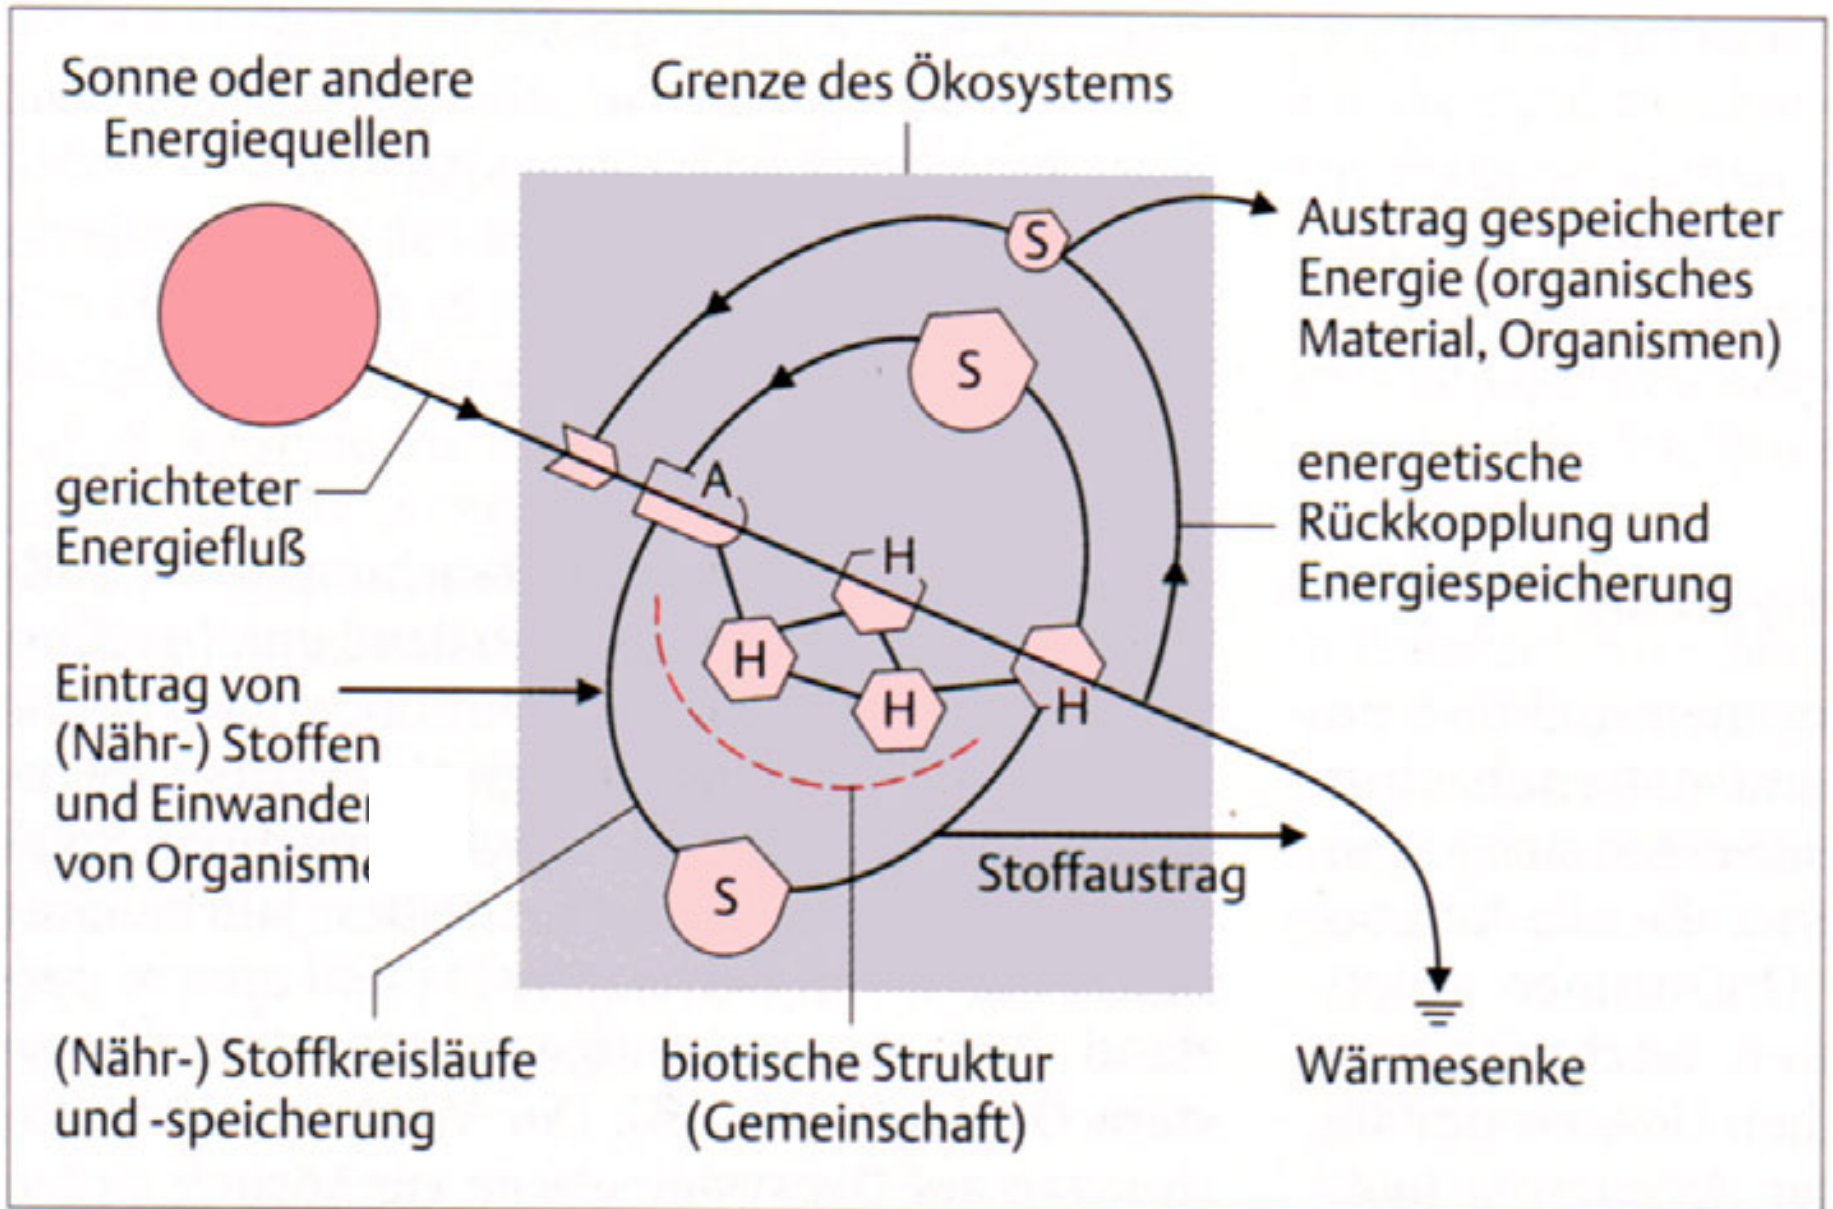 Sonne oder andere
Energiequellen
Grenze des Ökosystems
Austrag gespeicherter
Energie (organisches
Material, Organismen)
S
S
A
gerichteter
Energiefluß
energetische
Rückkopplung und
Energiespeicherung
H
H
H
H
Eintrag von
(Nähr-) Stoffen
und Einwande
von Organism
Stoffaustrag
S
(Nähr-) Stoffkreisläufe
und -speicherung
biotische Struktur
(Gemeinschaft)
Wärmesenke